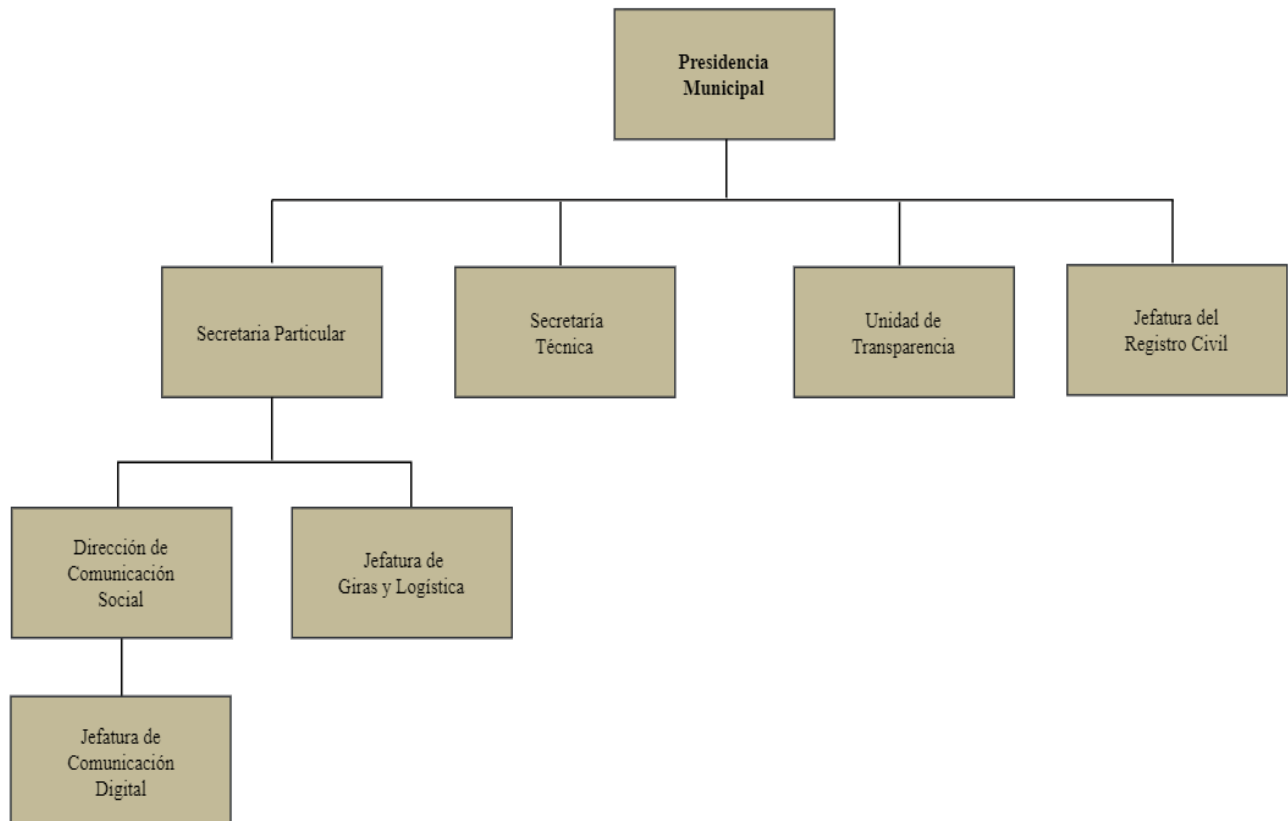 Presidencia
Municipal
Secretaria Particular
Secretaría
Técnica
Unidad de
Transparencia
Jefatura del
Registro Civil
Dirección de
Comunicación
Social
Jefatura de
Giras y Logística
Jefatura de
Comunicación
Digital